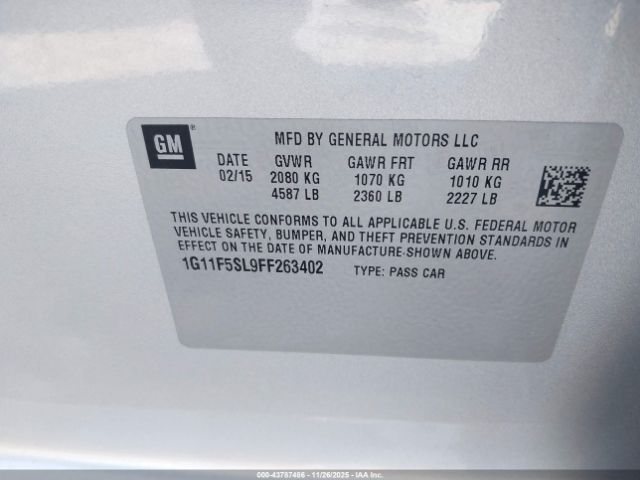 GM
MFD BY GENERAL MOTORS LLC
DATE GVWR GAWR FRT GAWR RR
02/15 2080 KG 1070 KG 1010 KG
4587 LB 2360 LB 2227 LB
THIS VEHICLE CONFORMS TO ALL APPLICABLE U.S. FEDERAL MOTOR
VEHICLE SAFETY, BUMPER, AND THEFT PREVENTION STANDARDS IN
EFFECT ON THE DATE OF MANUFACTURE SHOWN ABOVE.
1G11F5SL9FF263402 TYPE: PASS CAR
000-43787486 - 11/26/2025 - IAA, Inc.